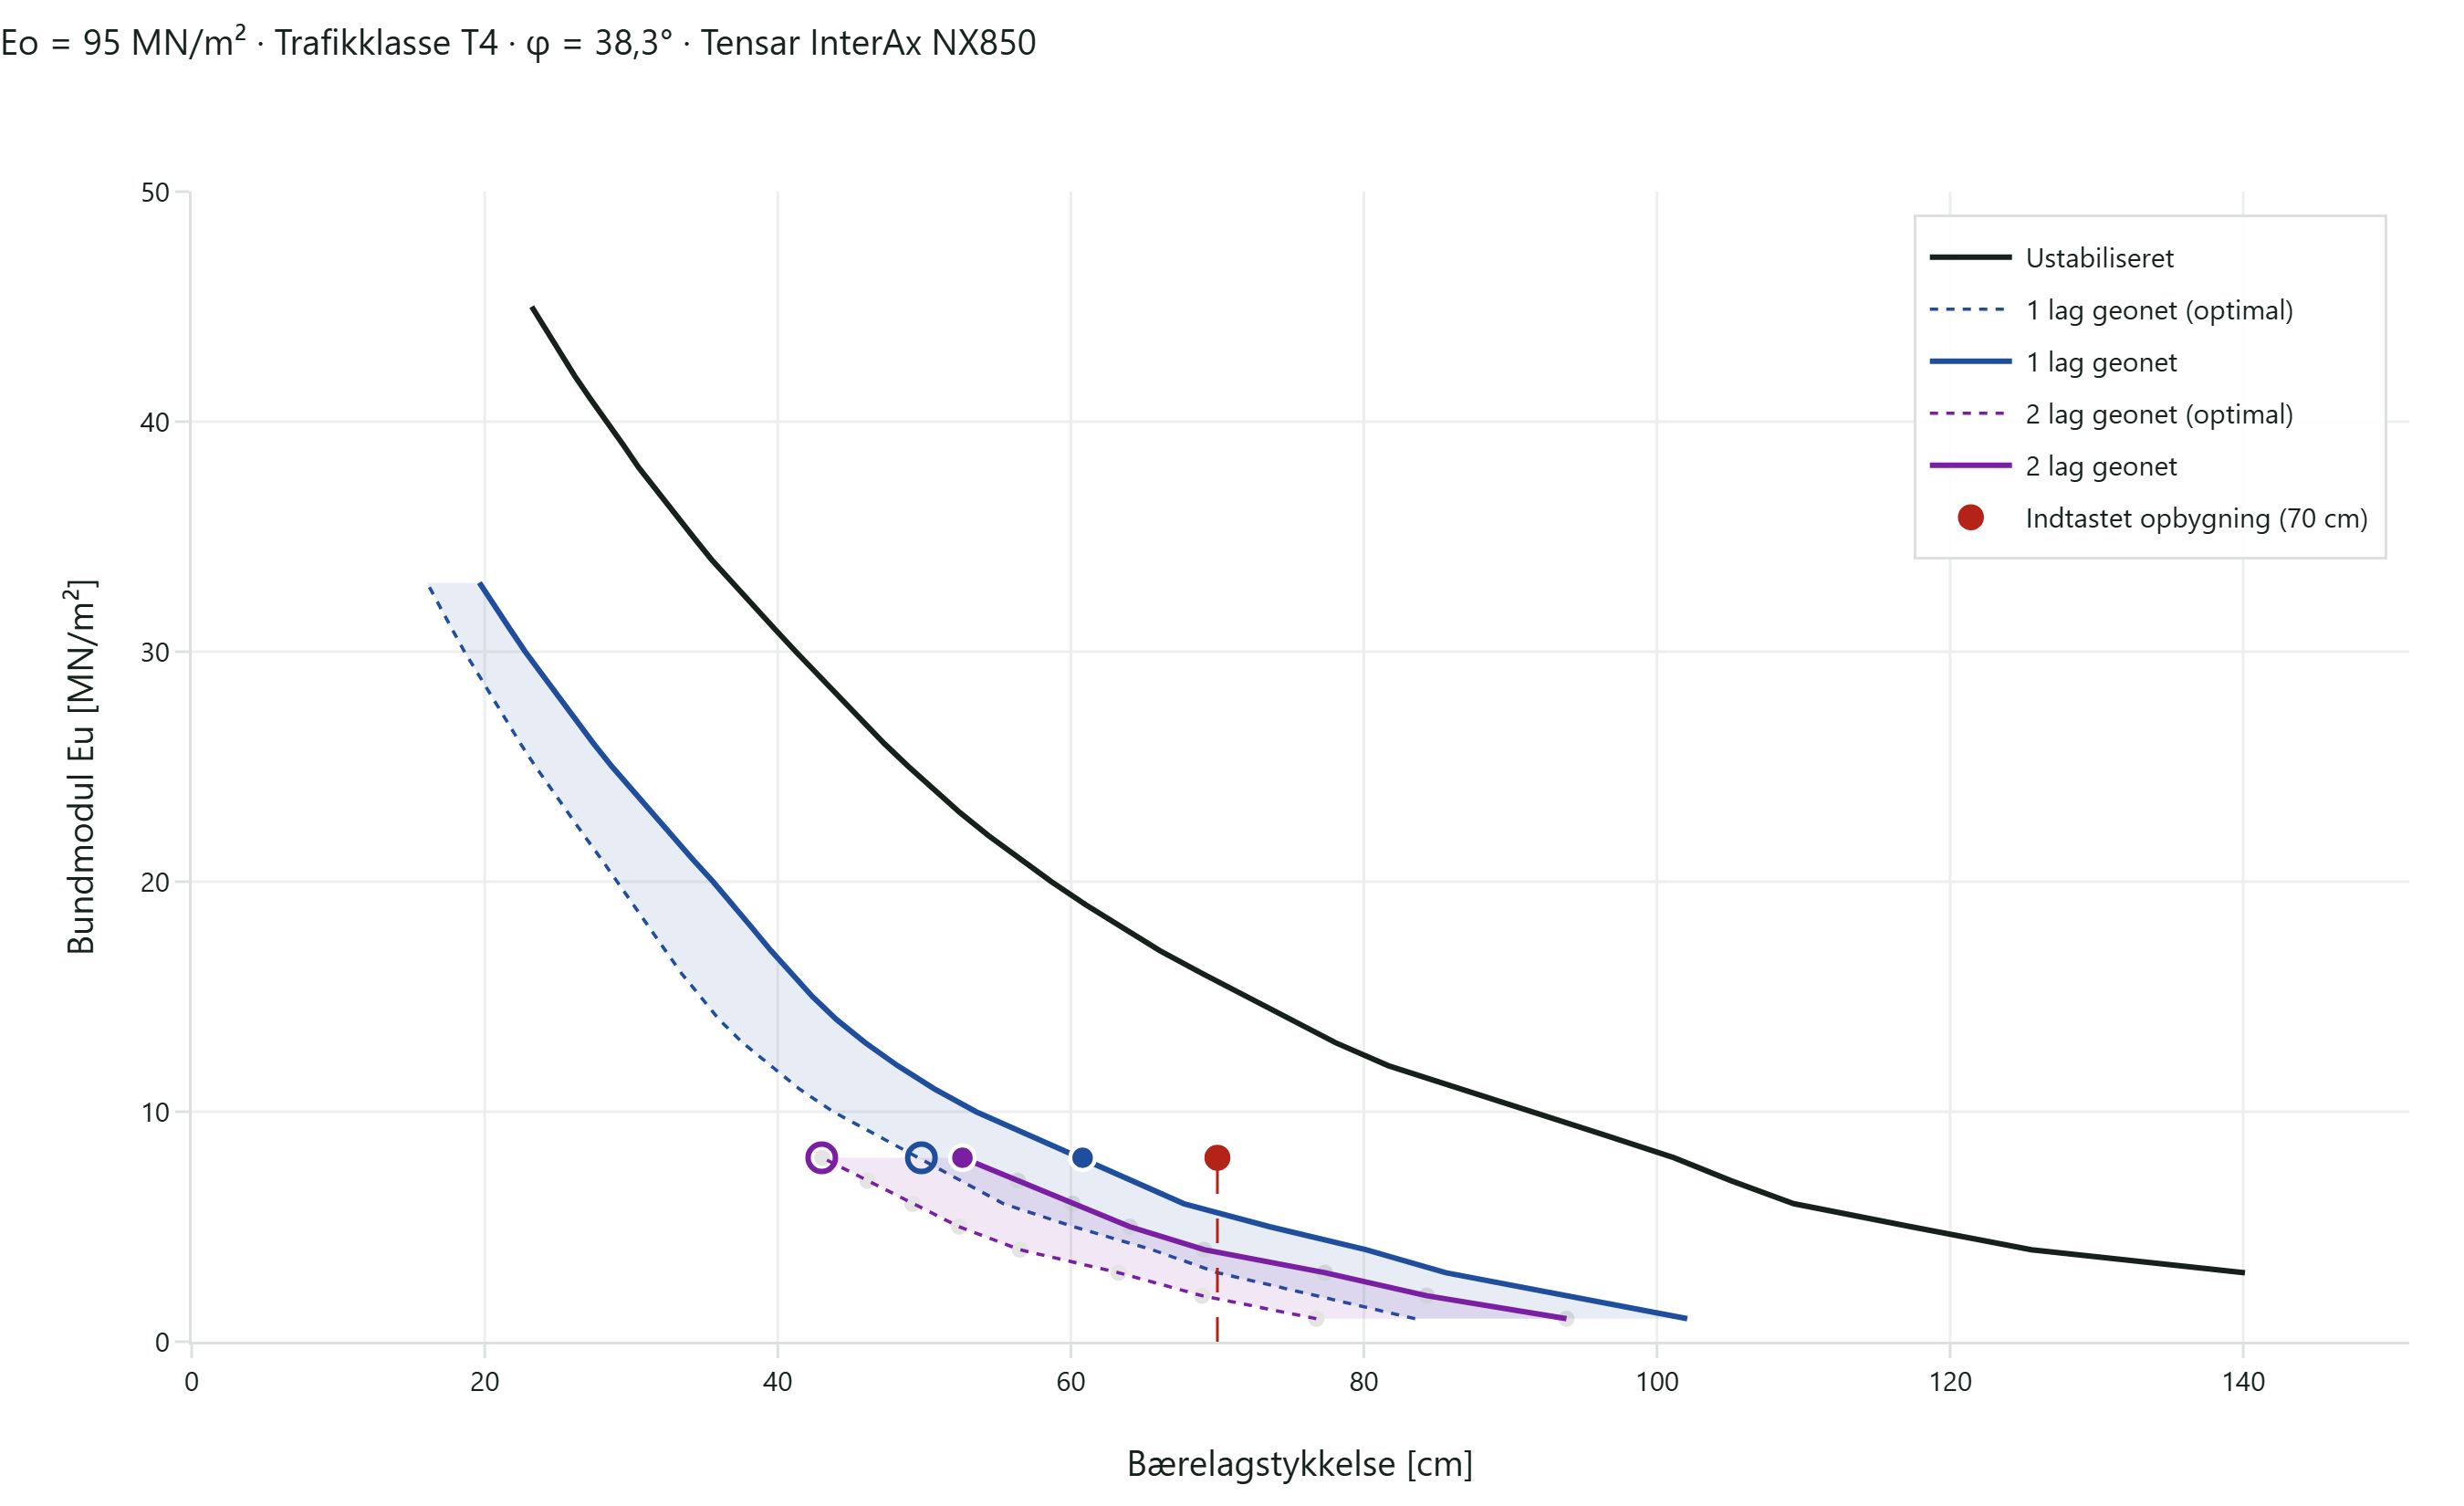 Eo = 95 MN/m² · Trafikklasse T4 · φ = 38,3° · Tensar InterAx NX850
50
40
30
20
10
0
Bundmodul Eu [MN/m²]
Ustabiliseret
1 lag geonet (optimal)
1 lag geonet
2 lag geonet (optimal)
2 lag geonet
Indtastet opbygning (70 cm)
0 20 40 60 80 100 120 140
Bærelagstykkelse [cm]